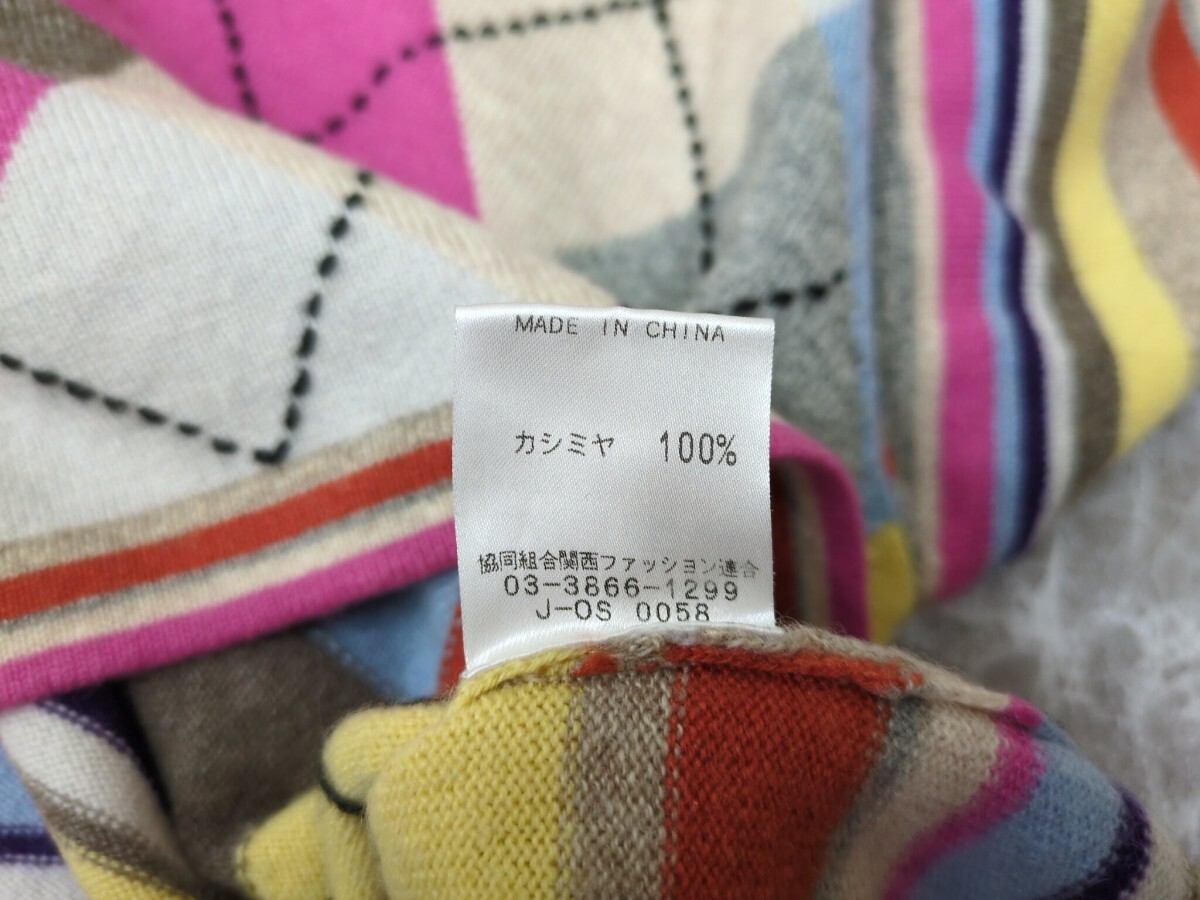 MADE IN CHINA
カシミヤ 100%
協同組合関西ファッション連合
03-3866-1299
J-OS 0058